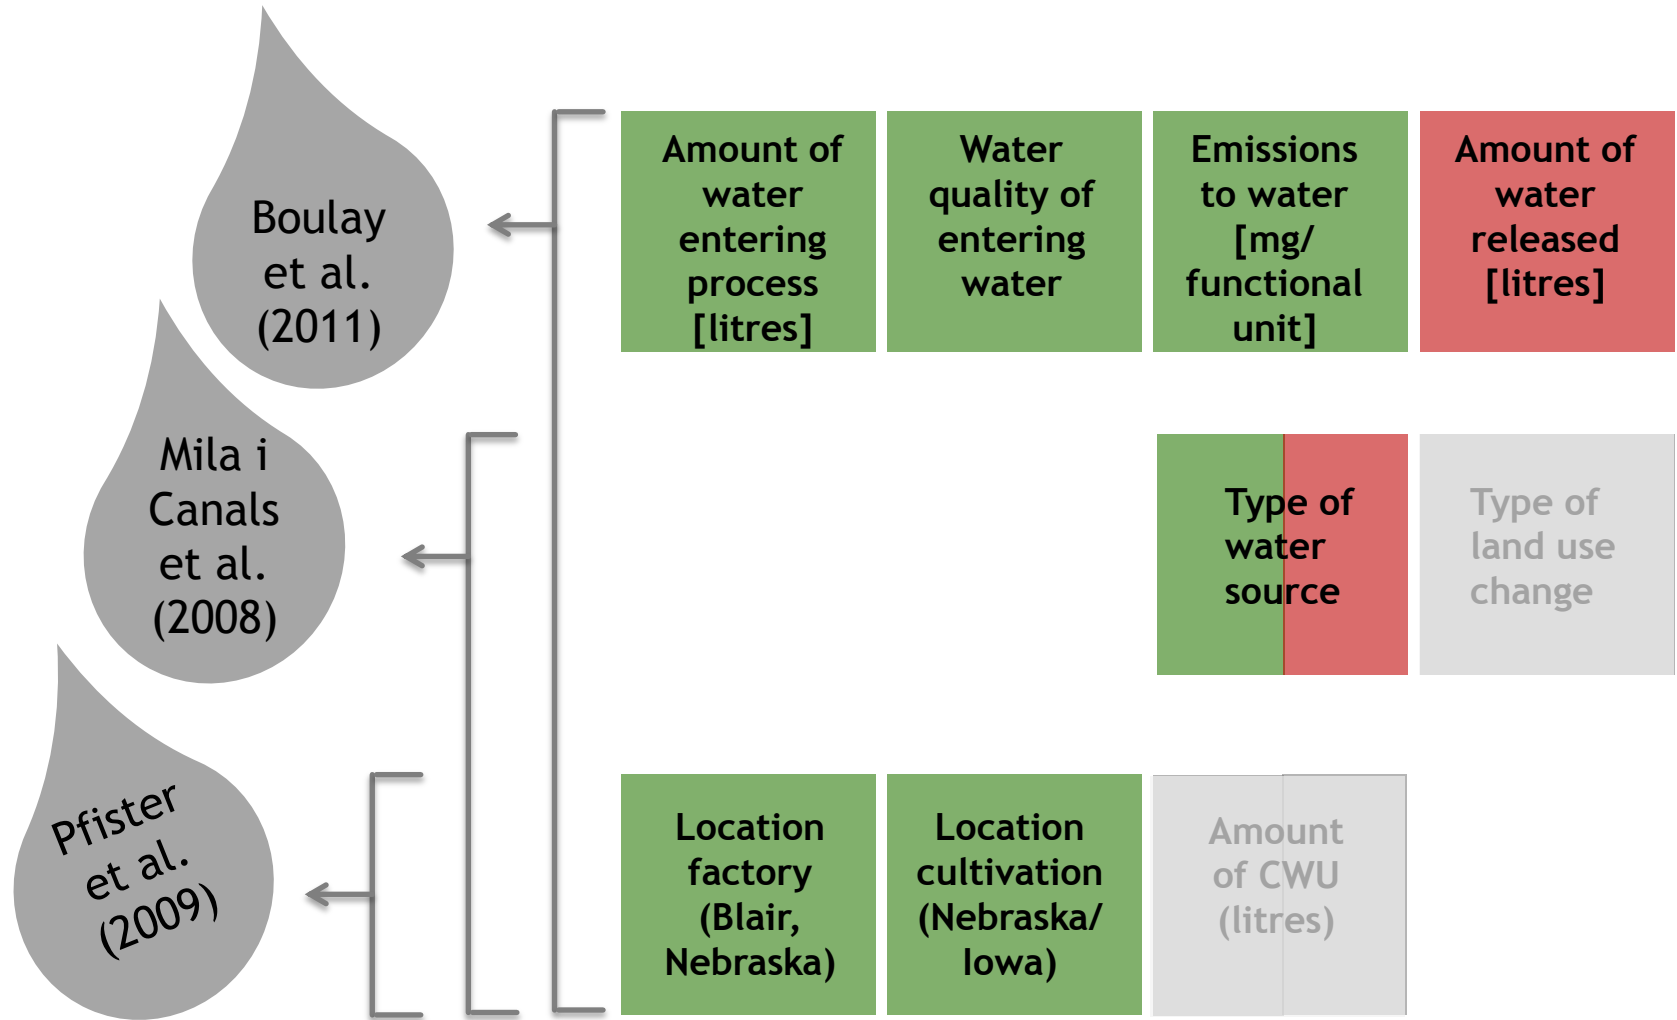 Boulay
et al.
(2011)
Amount of
water
entering
process
[litres]
Water
quality of
entering
water
Emissions
to water
[mg/
functional
unit]
Amount of
water
released
[litres]
Mila i
Canals
et al.
(2008)
Type of
water
source
Type of
land use
change
Pfister
et al.
(2009)
Location
factory
(Blair,
Nebraska)
Location
cultivation
(Nebraska/
Iowa)
Amount
of CWU
(litres)